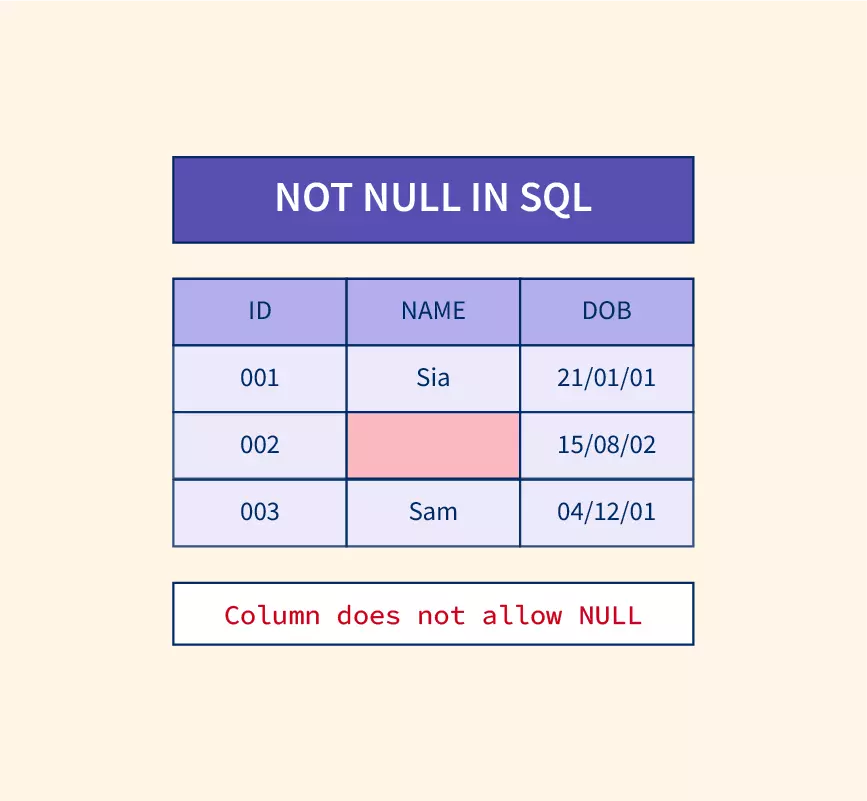 NOT NULL IN SQL
ID NAME DOB
001 Sia 21/01/01
002 15/08/02
003 Sam 04/12/01
Column does not allow NULL